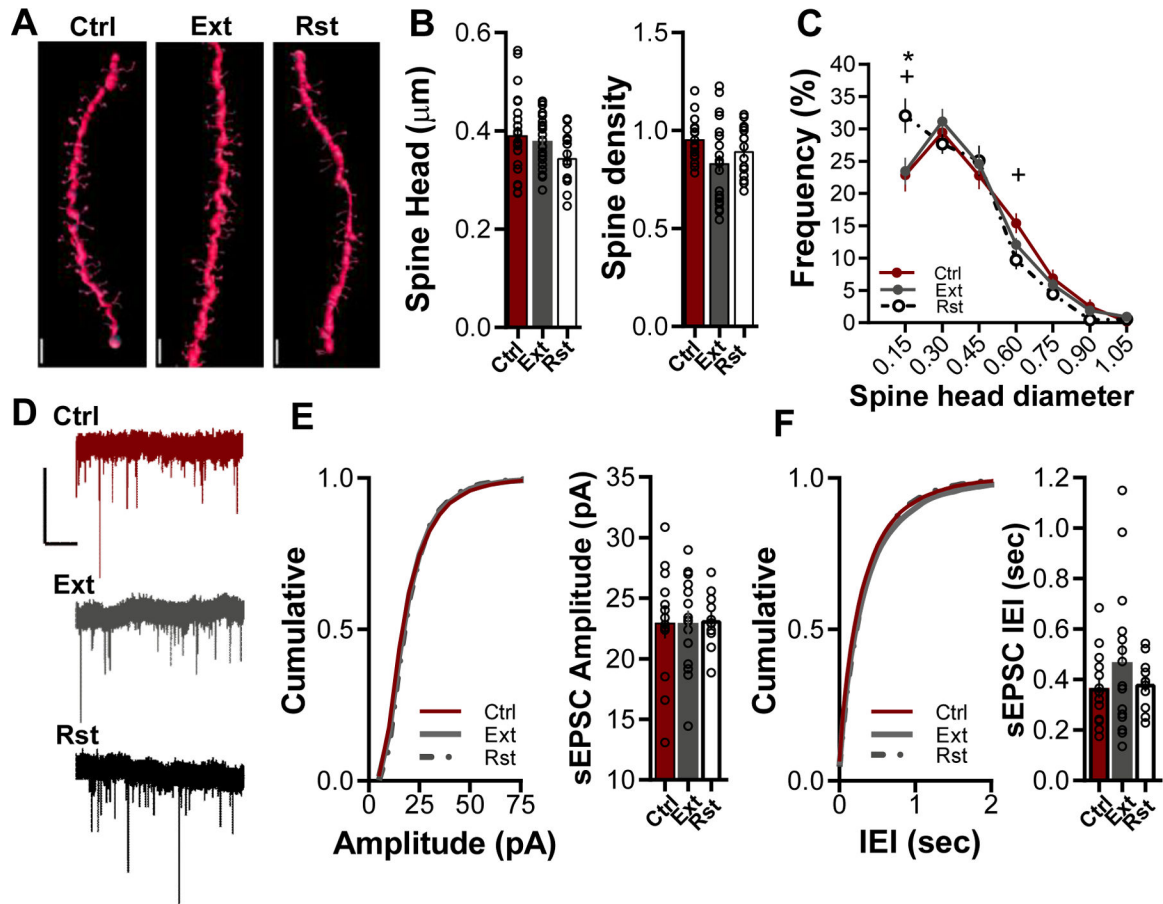 A
Ctrl
Ext
Rst
B
Spine Head (μm)
0.6
0.4
0.2
0.0
Ctrl
Ext
Rst
Spine density
1.5
1.0
0.5
0.0
Ctrl
Ext
Rst
C
Frequency (%)
40
35
30
25
20
15
10
5
0
*
+
+
Ctrl
Ext
Rst
0.15
0.30
0.45
0.60
0.75
0.90
1.05
Spine head diameter
D
Ctrl
Ext
Rst
E
Cumulative
1.0
0.5
0.0
Ctrl
Ext
Rst
0
25
50
75
Amplitude (pA)
sEPSC Amplitude (pA)
35
30
25
20
15
10
Ctrl
Ext
Rst
F
Cumulative
1.0
0.5
0.0
Ctrl
Ext
Rst
0
1
2
IEI (sec)
sEPSC IEI (sec)
1.2
1.0
0.8
0.6
0.4
0.2
0.0
Ctrl
Ext
Rst